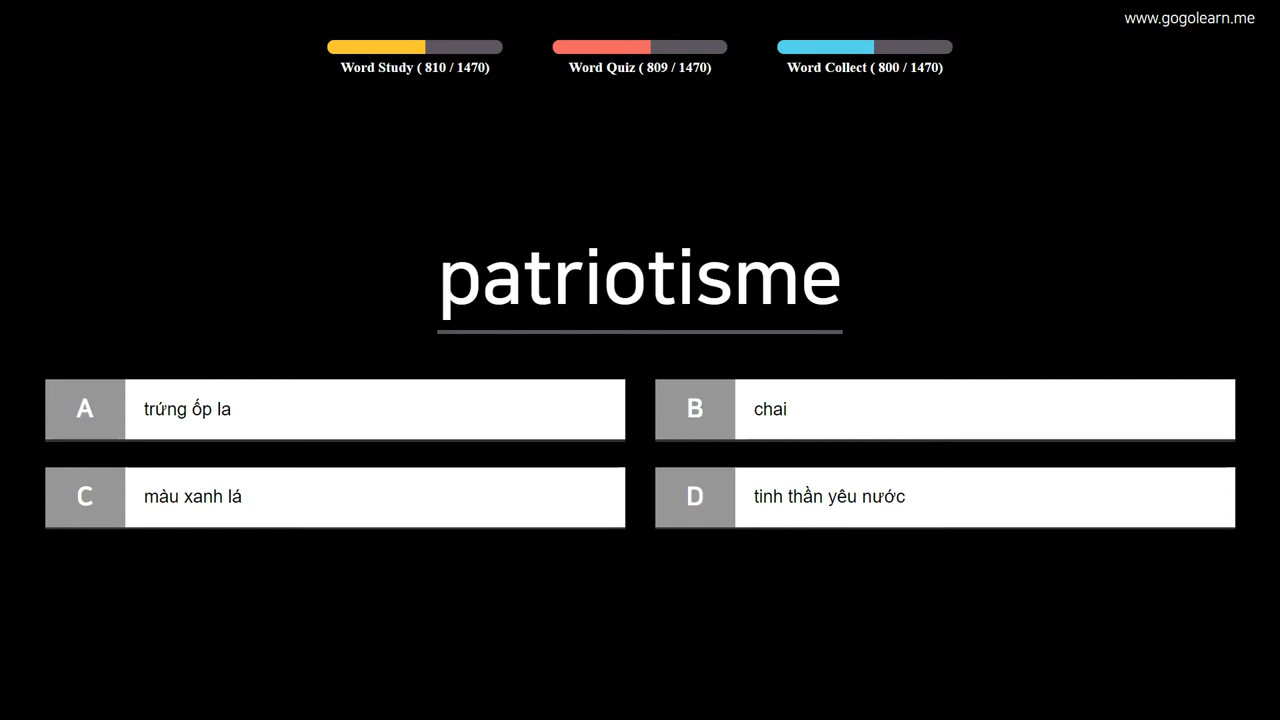 www.gogolearn.me
Word Study ( 810 / 1470)
Word Quiz ( 809 / 1470)
Word Collect ( 800 / 1470)
patriotisme
A trứng ốp la
B chai
C màu xanh lá
D tinh thần yêu nước